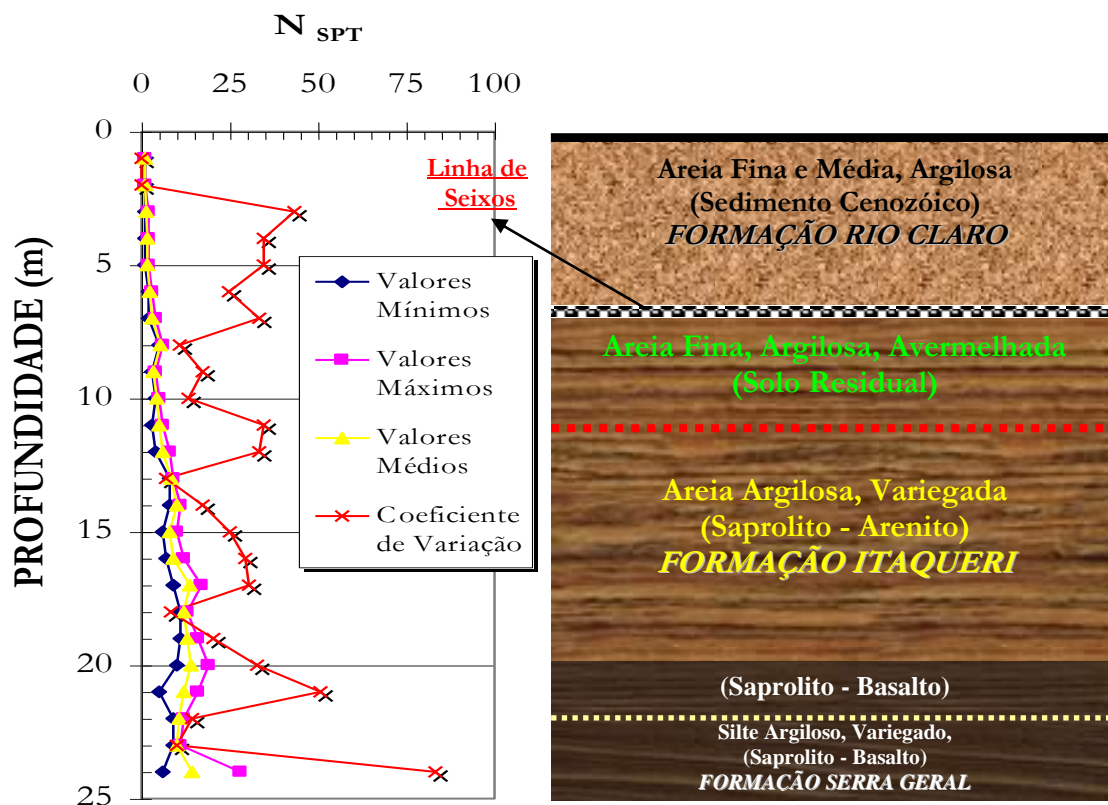 N SPT
0 25 50 75 100
PROFUNDIDADE (m)
0
5
10
15
20
25
Valores
Mínimos
Valores
Máximos
Valores
Médios
Coeficiente
de Variação
Linha de
Seixos
Areia Fina e Média, Argilosa
(Sedimento Cenozóico)
FORMAÇÃO RIO CLARO
Areia Fina, Argilosa, Avermelhada
(Solo Residual)
Areia Argilosa, Variegada
(Saprolito - Arenito)
FORMAÇÃO ITAQUERI
(Saprolito - Basalto)
Silte Argiloso, Variegado,
(Saprolito - Basalto)
FORMAÇÃO SERRA GERAL